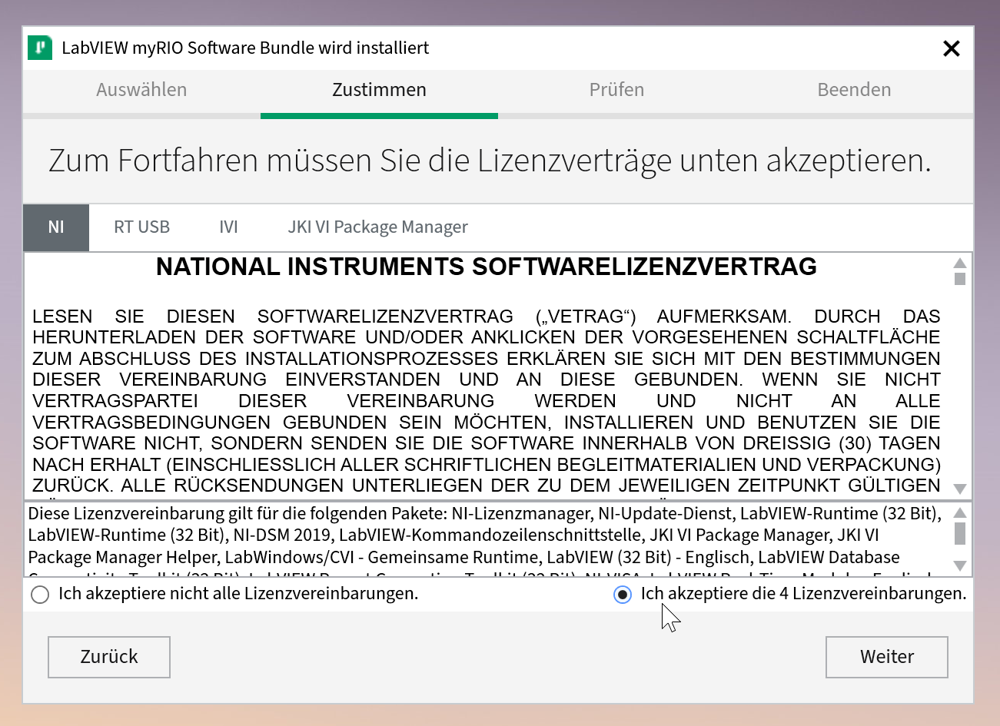 LabVIEW myRIO Software Bundle wird installiert
Auswählen Zustimmen Prüfen Beenden
Zum Fortfahren müssen Sie die Lizenzverträge unten akzeptieren.
NI RT USB IVI JKI VI Package Manager
NATIONAL INSTRUMENTS SOFTWARELIZENZVERTRAG
LESEN SIE DIESEN SOFTWARELIZENZVERTRAG („VETRAG“) AUFMERKSAM. DURCH DAS
HERUNTERLADEN DER SOFTWARE UND/ODER ANKLICKEN DER VORGESEHENEN SCHALTFLÄCHE
ZUM ABSCHLUSS DES INSTALLATIONSPROZESSES ERKLÄREN SIE SICH MIT DEN BESTIMMUNGEN
DIESER VEREINBARUNG EINVERSTANDEN UND AN DIESE GEBUNDEN. WENN SIE NICHT
VERTRAGSPARTEI DIESER VEREINBARUNG WERDEN UND NICHT AN ALLE
VERTRAGSBEDINGUNGEN GEBUNDEN SEIN MÖCHTEN, INSTALLIEREN UND BENUTZEN SIE DIE
SOFTWARE NICHT, SONDERN SENDEN SIE DIE SOFTWARE INNERHALB VON DREISSIG (30) TAGEN
NACH ERHALT (EINSCHLIESSLICH ALLER SCHRIFTLICHEN BEGLEITMATERIALIEN UND VERPACKUNG)
ZURÜCK. ALLE RÜCKSENDUNGEN UNTERLIEGEN DER ZU DEM JEWEILIGEN ZEITPUNKT GÜLTIGEN
Diese Lizenzvereinbarung gilt für die folgenden Pakete: NI-Lizenzmanager, NI-Update-Dienst, LabVIEW-Runtime (32 Bit),
LabVIEW-Runtime (32 Bit), NI-DSM 2019, LabVIEW-Kommandozeilenschnittstelle, JKI VI Package Manager, JKI VI
Package Manager Helper, LabWindows/CVI - Gemeinsame Runtime, LabVIEW (32 Bit) - Englisch, LabVIEW Database
Ich akzeptiere nicht alle Lizenzvereinbarungen. Ich akzeptiere die 4 Lizenzvereinbarungen.
Zurück Weiter